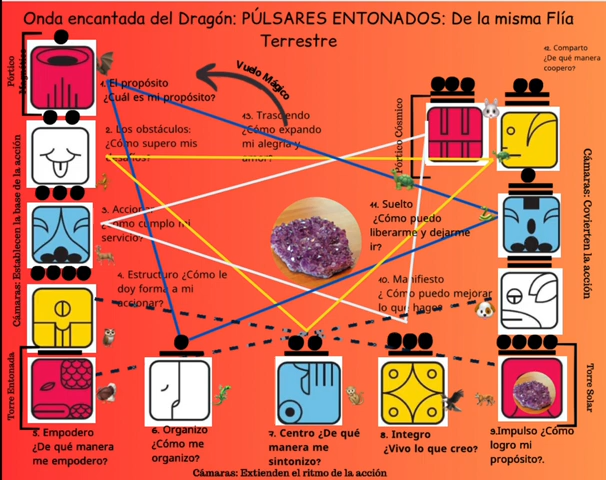 Onda encantada del Dragón: PÚLSARES ENTONADOS: De la misma Flía
Terrestre
12. Comparto
¿De qué manera
coopero?
Pórtico
Vuelo Mágico
1. El propósito
¿Cuál es mi propósito?
13. Trasciendo
¿Cómo expando
mi alegría y
amor?
2. Los obstáculos:
¿Cómo supero mis
Pórtico Cósmico
Cámaras: Establecen la base de la acción
Cámaras: Covierten la acción
3. Acciono
¿Como cumplo mi
servicio?
11. Suelto
¿Cómo puedo
liberarme y dejarme
ir?
4. Estructuro ¿Cómo le
doy forma a mi
accionar?
10. Manifiesto
¿ Cómo puedo mejorar
lo que hago?
Torre Entonada
Torre Solar
5. Empodero
¿De qué manera
me empodero?
6. Organizo
¿Cómo me
organizo?
7. Centro ¿De qué
manera me
sintonizo?
8. Integro
¿Vivo lo que creo?
9.Impulso ¿Cómo
logro mi
propósito?.
Cámaras: Extienden el ritmo de la acción